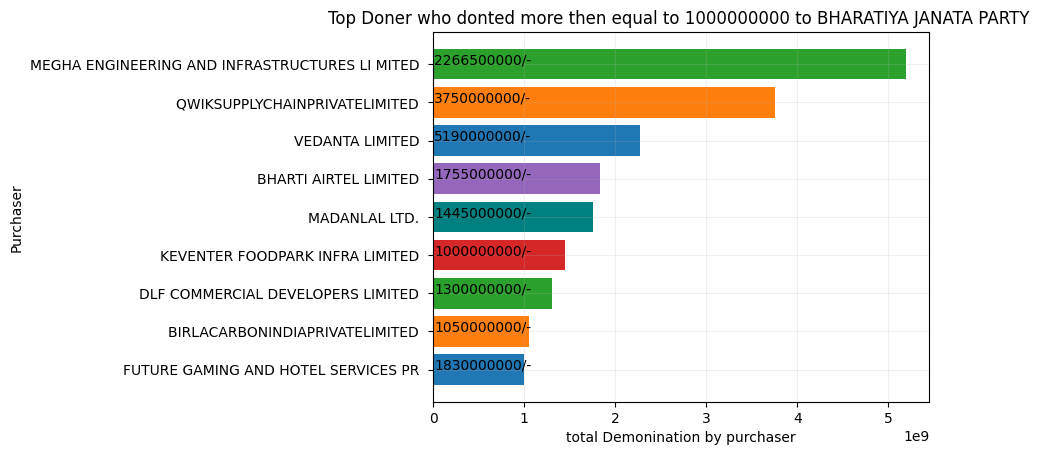 Top Doner who donted more then equal to 1000000000 to BHARATIYA JANATA PARTY
MEGHA ENGINEERING AND INFRASTRUCTURES LI MITED 2266500000/-
QWIKSUPPLYCHAINPRIVATELIMITED 3750000000/-
VEDANTA LIMITED 5190000000/-
BHARTI AIRTEL LIMITED 1755000000/-
MADANLAL LTD. 1445000000/-
KEVENTER FOODPARK INFRA LIMITED 1000000000/-
DLF COMMERCIAL DEVELOPERS LIMITED 1300000000/-
BIRLACARBONINDIAPRIVATELIMITED 1050000000/-
FUTURE GAMING AND HOTEL SERVICES PR 1830000000/-
Purchaser
0 1 2 3 4 5
1e9
total Demonination by purchaser